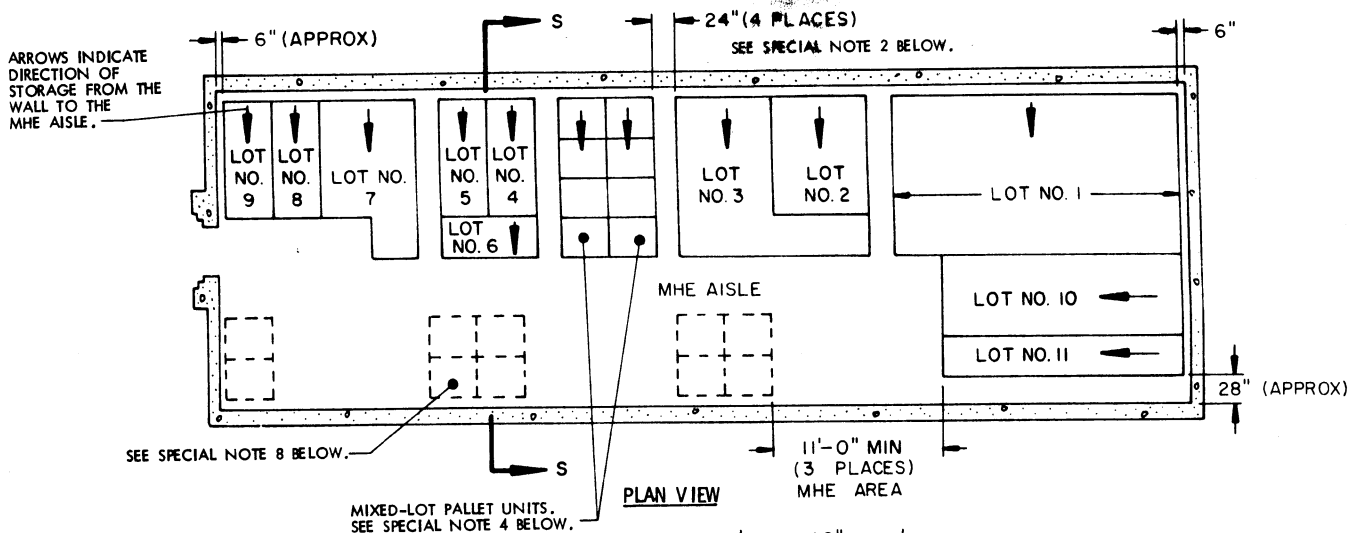 S
24" (4 PLACES)
6" (APPROX)
SEE SPECIAL NOTE 2 BELOW.
6"
ARROWS INDICATE
DIRECTION OF
STORAGE FROM THE
WALL TO THE
MHE AISLE.
LOT
NO.
9
LOT
NO.
8
LOT NO.
7
LOT
NO.
5
LOT
NO.
4
LOT
NO. 6
LOT
NO. 3
LOT
NO. 2
LOT NO. 1
MHE AISLE
LOT NO. 10
LOT NO. 11
28" (APPROX)
SEE SPECIAL NOTE 8 BELOW.
S
11'-0" MIN
(3 PLACES)
MHE AREA
MIXED-LOT PALLET UNITS.
SEE SPECIAL NOTE 4 BELOW.
PLAN VIEW